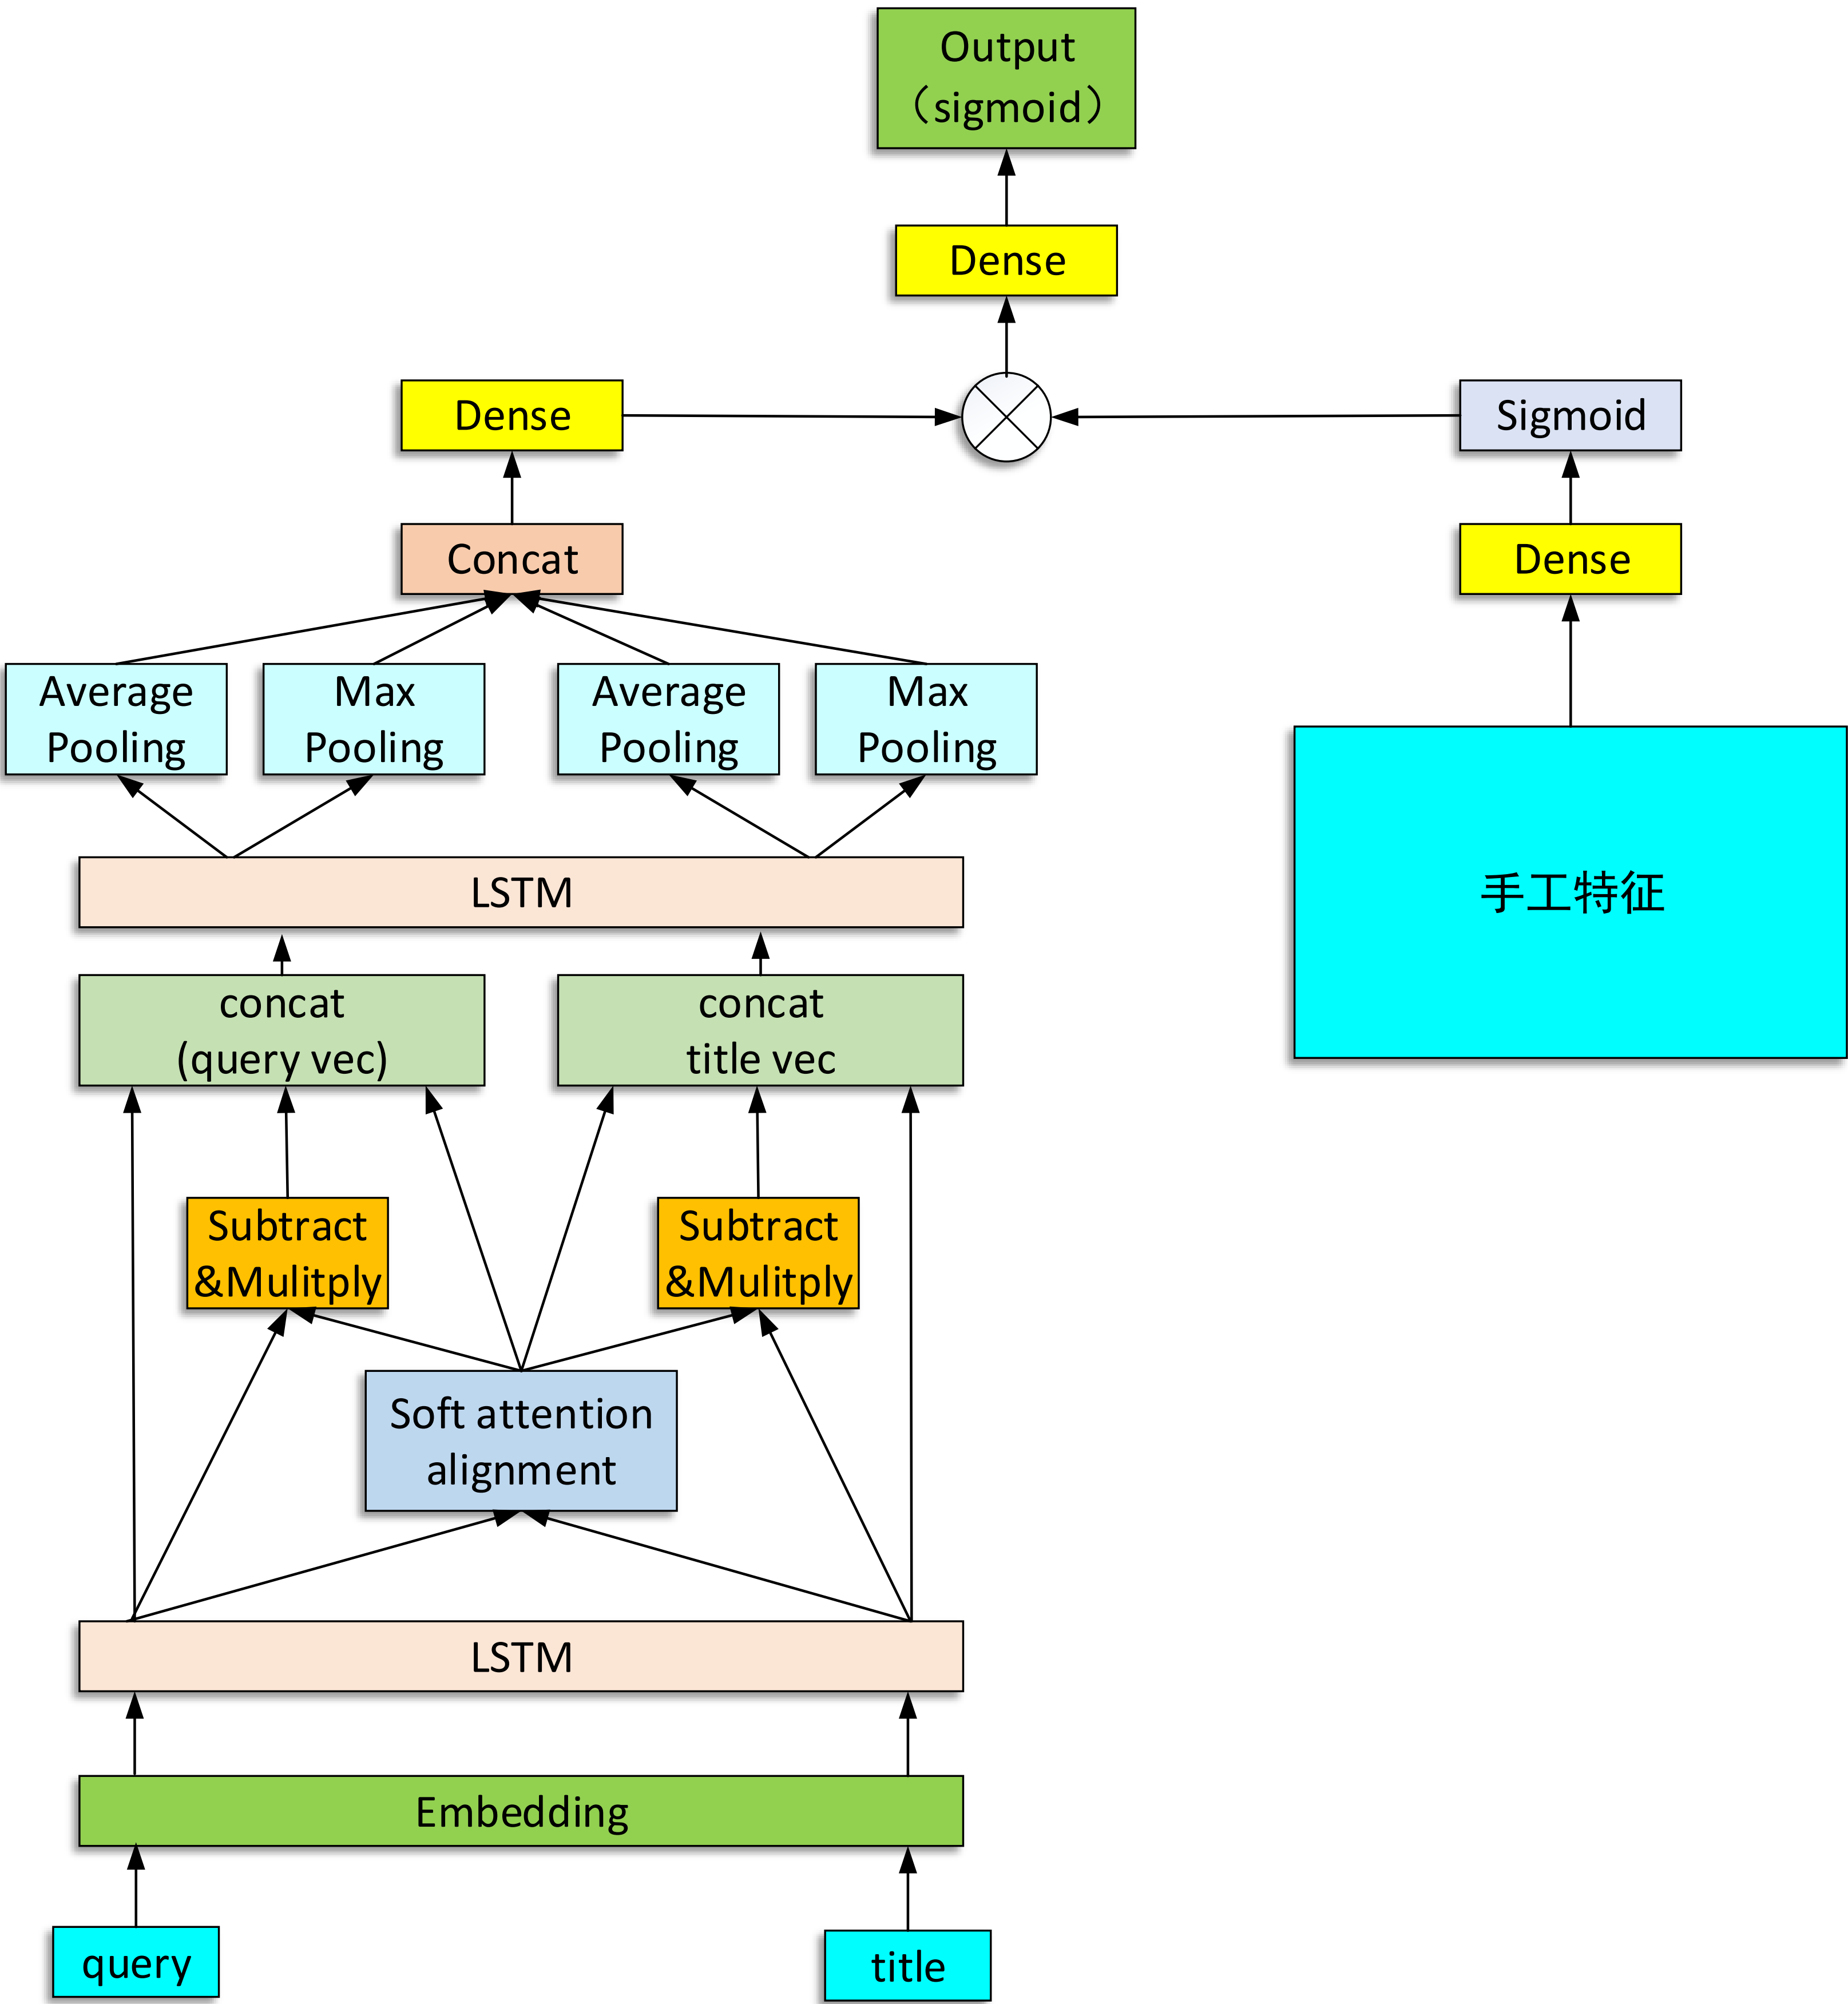 Output
（sigmoid）
Dense
Dense
Sigmoid
Concat
Dense
Average
Pooling
Max
Pooling
Average
Pooling
Max
Pooling
手工特征
LSTM
concat
(query vec)
concat
title vec
Subtract
&Mulitply
Subtract
&Mulitply
Soft attention
alignment
LSTM
Embedding
query
title